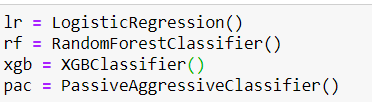 lr = LogisticRegression()
rf = RandomForestClassifier()
xgb = XGBClassifier()
pac = PassiveAggressiveClassifier()